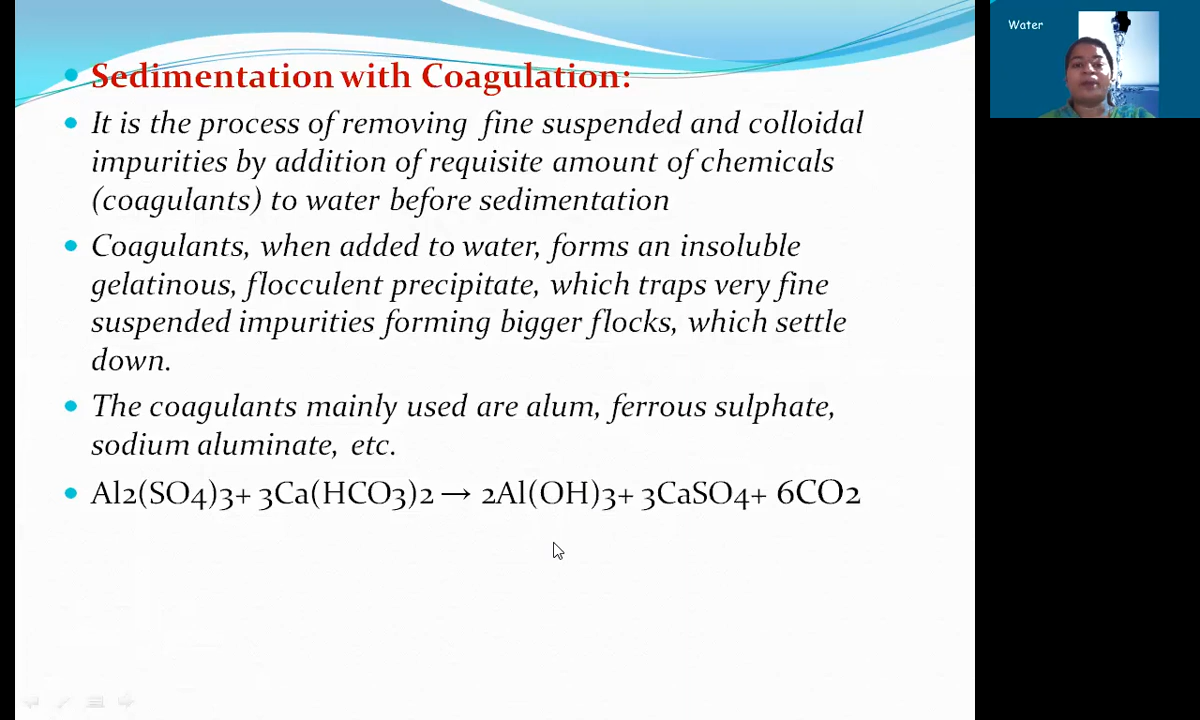 Sedimentation with Coagulation:
It is the process of removing fine suspended and colloidal
impurities by addition of requisite amount of chemicals
(coagulants) to water before sedimentation
Coagulants, when added to water, forms an insoluble
gelatinous, flocculent precipitate, which traps very fine
suspended impurities forming bigger flocks, which settle
down.
The coagulants mainly used are alum, ferrous sulphate,
sodium aluminate, etc.
Al2(SO4)3+ 3Ca(HCO3)2 → 2Al(OH)3+ 3CaSO4+ 6CO2
Water